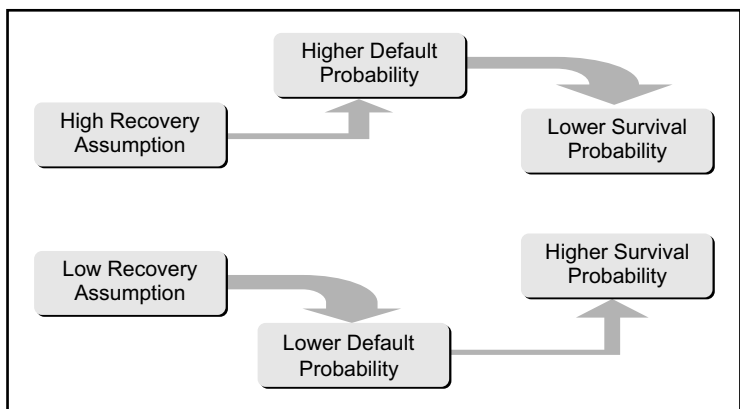 High Recovery
Assumption
Higher Default
Probability
Lower Survival
Probability
Low Recovery
Assumption
Lower Default
Probability
Higher Survival
Probability